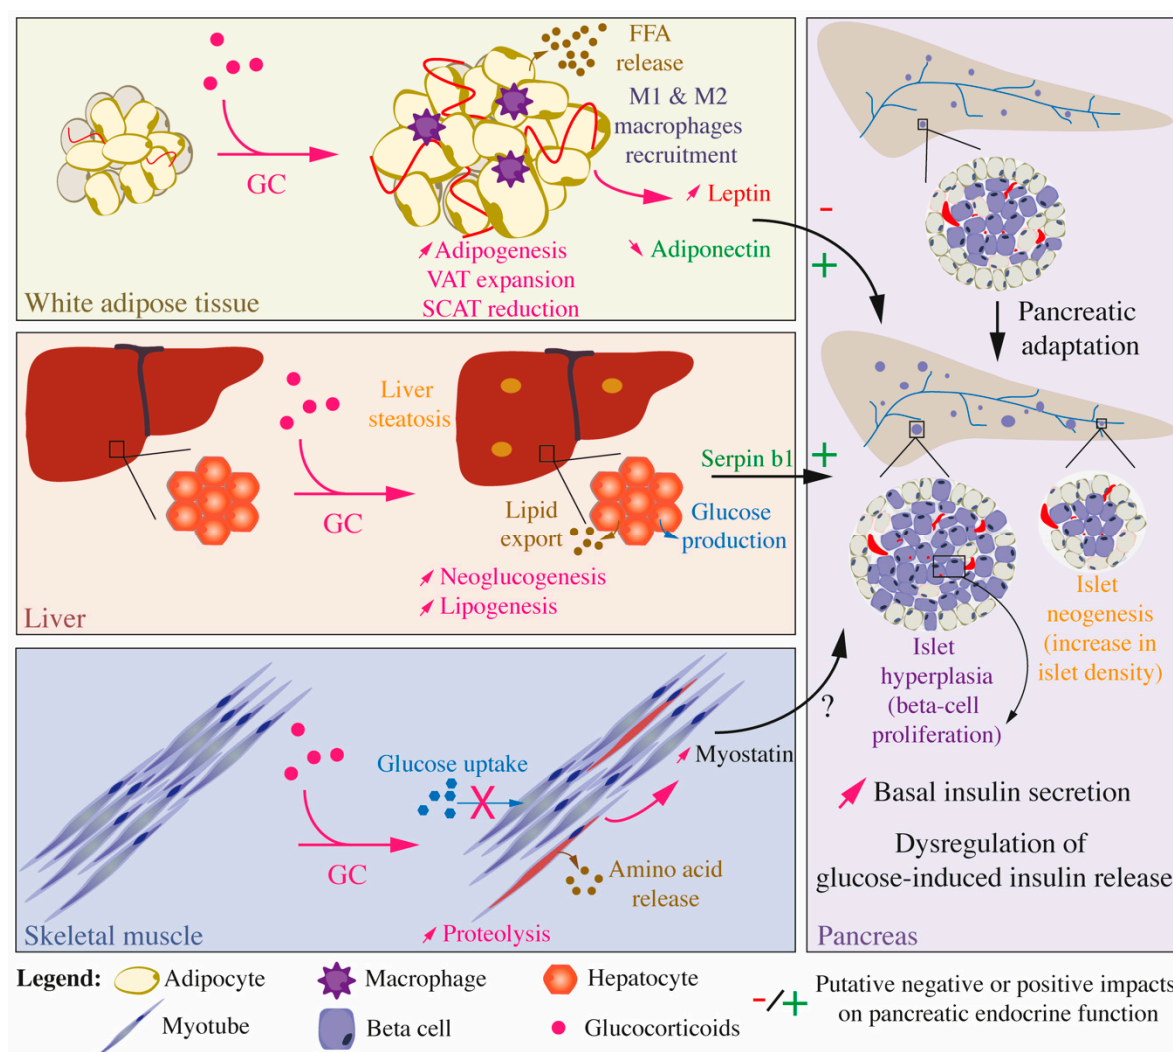 FFA
release
M1 & M2
macrophages
recruitment
GC
Leptin
Adiponectin
Adipogenesis
VAT expansion
SCAT reduction
White adipose tissue
-
+
Pancreatic
adaptation
Liver
steatosis
GC
Lipid
export
Glucose
production
Serpin b1
+
Neoglucogenesis
Lipogenesis
Liver
Islet
hyperplasia
(beta-cell
proliferation)
Islet
neogenesis
(increase in
islet density)
Glucose uptake
X
GC
Myostatin
?
Amino acid
release
Proteolysis
Skeletal muscle
Basal insulin secretion
Dysregulation of
glucose-induced insulin release
Pancreas
Legend: Adipocyte Macrophage Hepatocyte
Myotube Beta cell Glucocorticoids
-/+ Putative negative or positive impacts
on pancreatic endocrine function